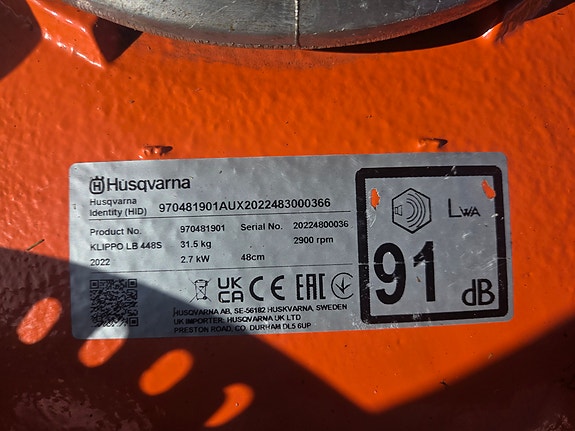 Husqvarna
Husqvarna
Identity (HID) 970481901AUX2022483000366
Product No. 970481901 Serial No. 20224800036
KLIPPO LB 448S 31.5 kg 2900 rpm
2022 2.7 kW 48cm
UK
CA CE EAC
HUSQVARNA AB, SE-56182 HUSKVARNA, SWEDEN
UK IMPORTER: HUSQVARNA UK LTD
PRESTON ROAD, CO. DURHAM DL5 6UP
LWA
91 dB